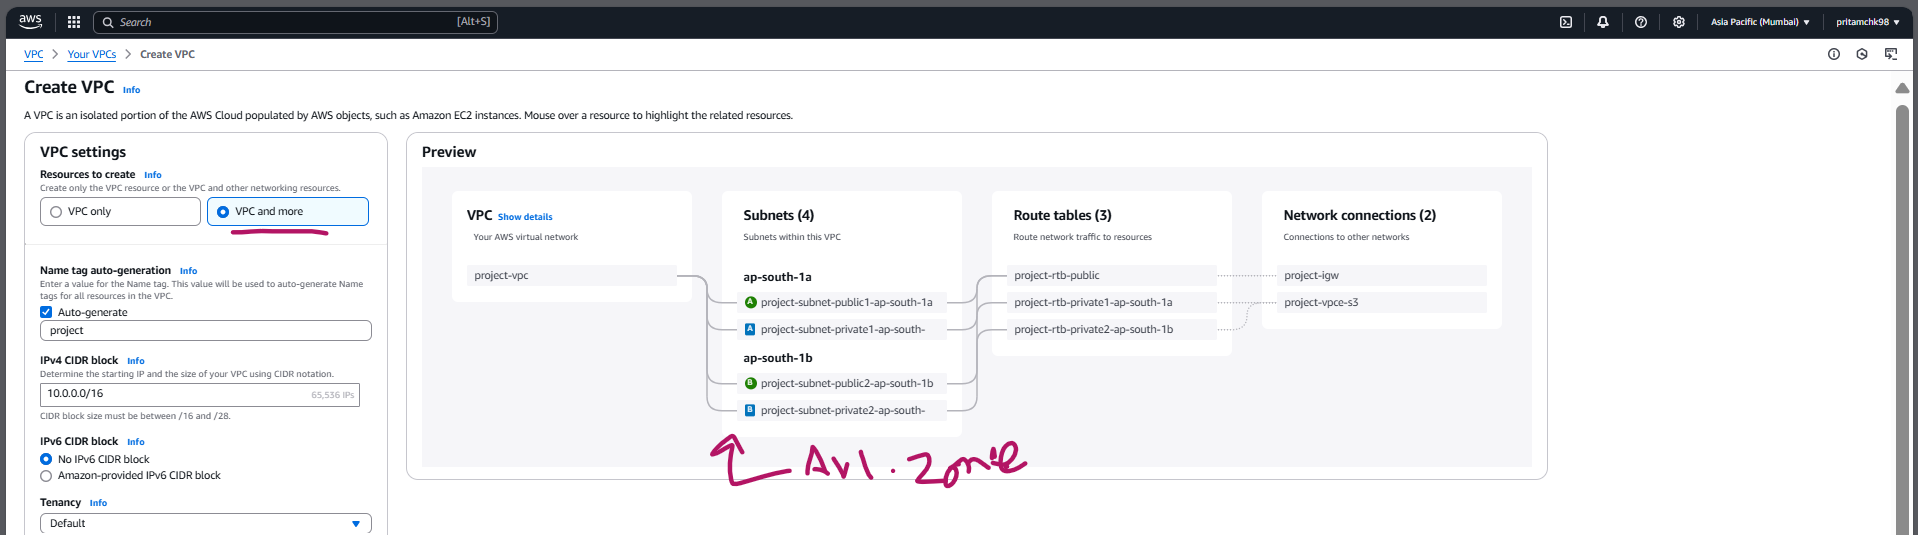 aws
Search [Alt+S]
Asia Pacific (Mumbai) ▼ pritamchk98 ▼
VPC > Your VPCs > Create VPC
Create VPC Info
A VPC is an isolated portion of the AWS Cloud populated by AWS objects, such as Amazon EC2 instances. Mouse over a resource to highlight the related resources.
VPC settings
Resources to create Info
Create only the VPC resource or the VPC and other networking resources.
VPC only
VPC and more
Name tag auto-generation Info
Enter a value for the Name tag. This value will be used to auto-generate Name
tags for all resources in the VPC.
Auto-generate
project
IPv4 CIDR block Info
Determine the starting IP and the size of your VPC using CIDR notation.
10.0.0.0/16 65,536 IPs
CIDR block size must be between /16 and /28.
IPv6 CIDR block Info
No IPv6 CIDR block
Amazon-provided IPv6 CIDR block
Tenancy Info
Default
Preview
VPC Show details
Your AWS virtual network
project-vpc
Subnets (4)
Subnets within this VPC
ap-south-1a
A project-subnet-public1-ap-south-1a
A project-subnet-private1-ap-south-
ap-south-1b
B project-subnet-public2-ap-south-1b
B project-subnet-private2-ap-south-
Route tables (3)
Route network traffic to resources
project-rtb-public
project-rtb-private1-ap-south-1a
project-rtb-private2-ap-south-1b
Network connections (2)
Connections to other networks
project-igw
project-vpce-s3
Avl. Zone